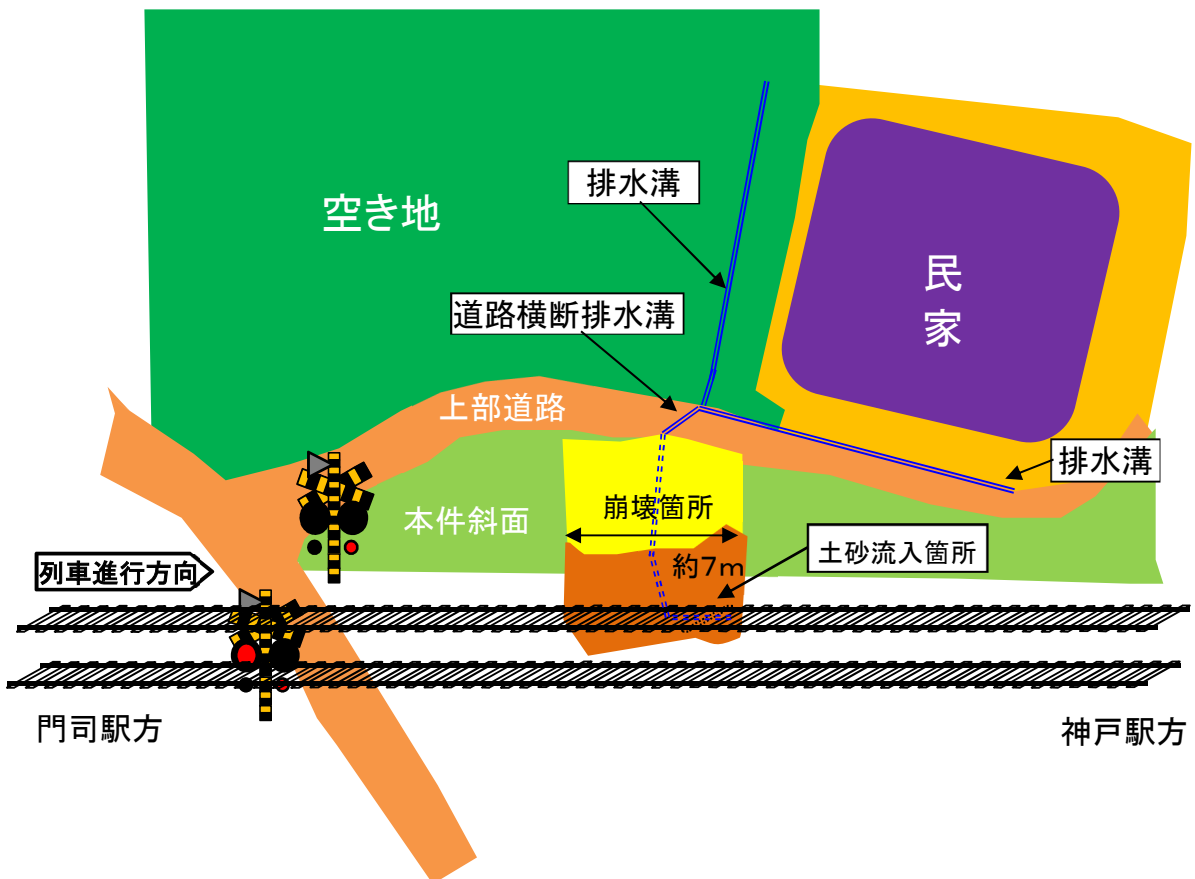 排水溝
空き地
民
家
道路横断排水溝
上部道路
排水溝
崩壊箇所
本件斜面
土砂流入箇所
約7m
列車進行方向
門司駅方
神戸駅方